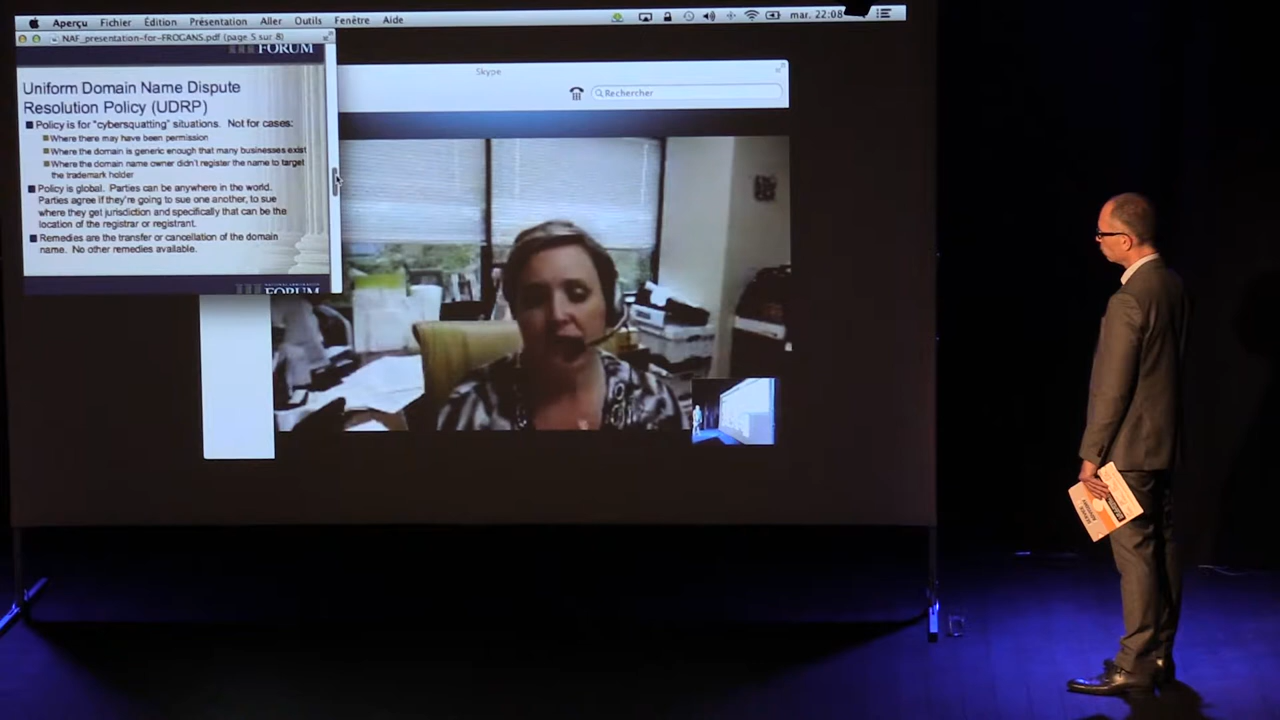 Aperçu Fichier Édition Présentation Aller Outils Fenêtre Aide mar. 22:08
NAF_presentation-for-FROGANS.pdf (page 5 sur 8)
FORUM
Uniform Domain Name Dispute
Resolution Policy (UDRP)
Policy is for "cybersquatting" situations. Not for cases:
Where there may have been permission
Where the domain is generic enough that many businesses exist
Where the domain name owner didn't register the name to target
the trademark holder
Policy is global. Parties can be anywhere in the world.
Parties agree if they're going to sue one another, to sue
where they get jurisdiction and specifically that can be the
location of the registrar or registrant.
Remedies are the transfer or cancellation of the domain
name. No other remedies available.
NATIONAL ARBITRATION
FORUM
Skype
Rechercher